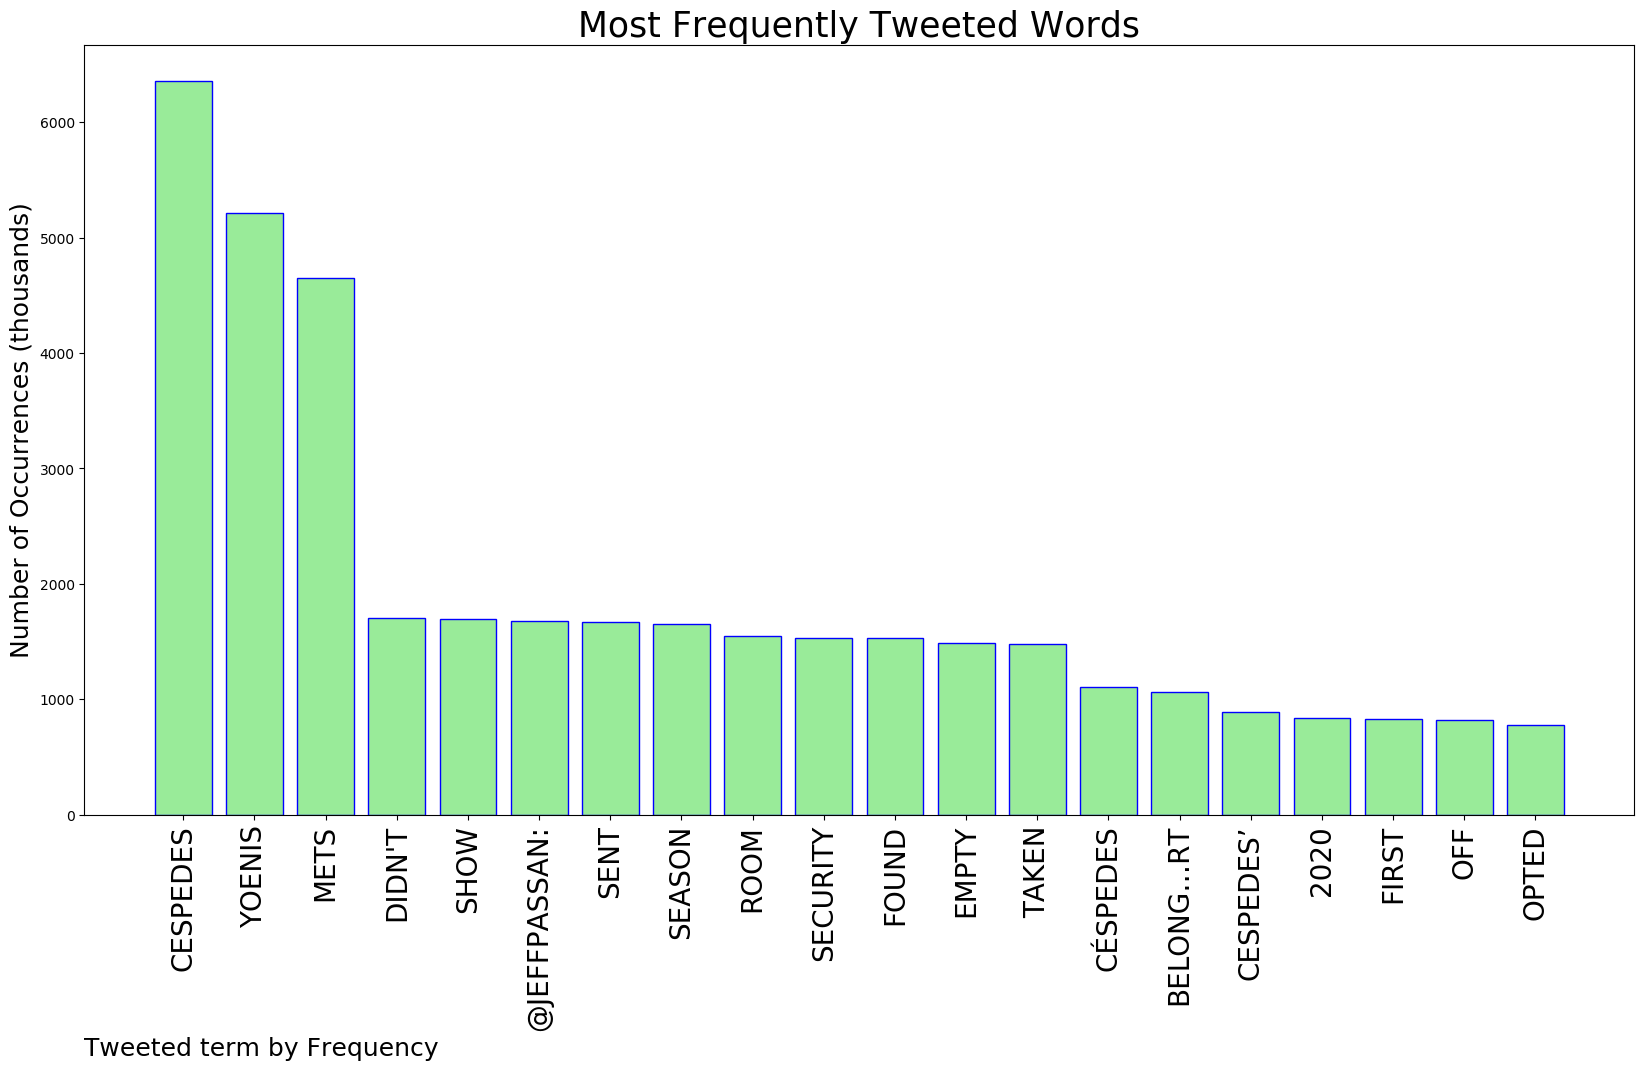 Most Frequently Tweeted Words
Number of Occurrences (thousands)
6000
5000
4000
3000
2000
1000
0
CESPEDES
YOENIS
METS
DIDN'T
SHOW
@JEFFPASSAN:
SENT
SEASON
ROOM
SECURITY
FOUND
EMPTY
TAKEN
CÉSPEDES
BELONG…RT
CESPEDES’
2020
FIRST
OFF
OPTED
Tweeted term by Frequency